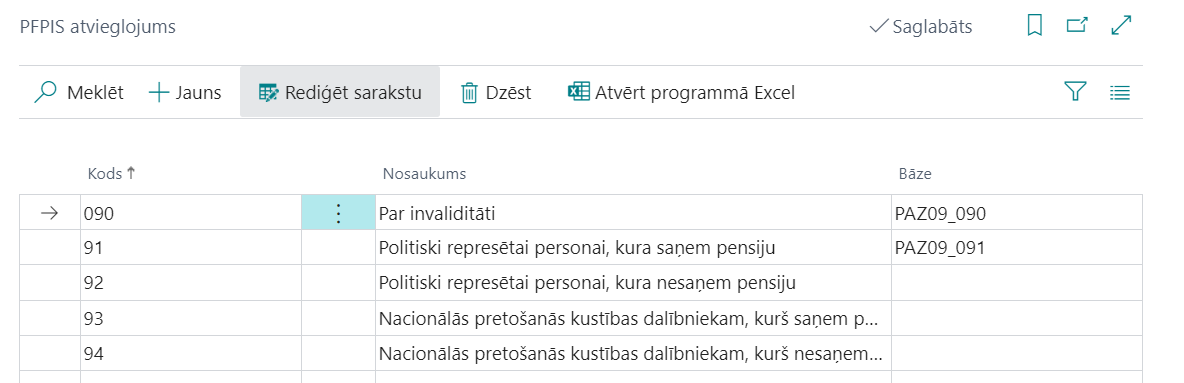 PFPIS atvieglojums Saglabāts
Meklēt Jauns Rediģēt sarakstu Dzēst Atvērt programmā Excel
Kods ↑ Nosaukums Bāze
090 Par invaliditāti PAZ09_090
91 Politiski represētai personai, kura saņem pensiju PAZ09_091
92 Politiski represētai personai, kura nesaņem pensiju
93 Nacionālās pretošanās kustības dalībniekam, kurš saņem p...
94 Nacionālās pretošanās kustības dalībniekam, kurš nesaņem...